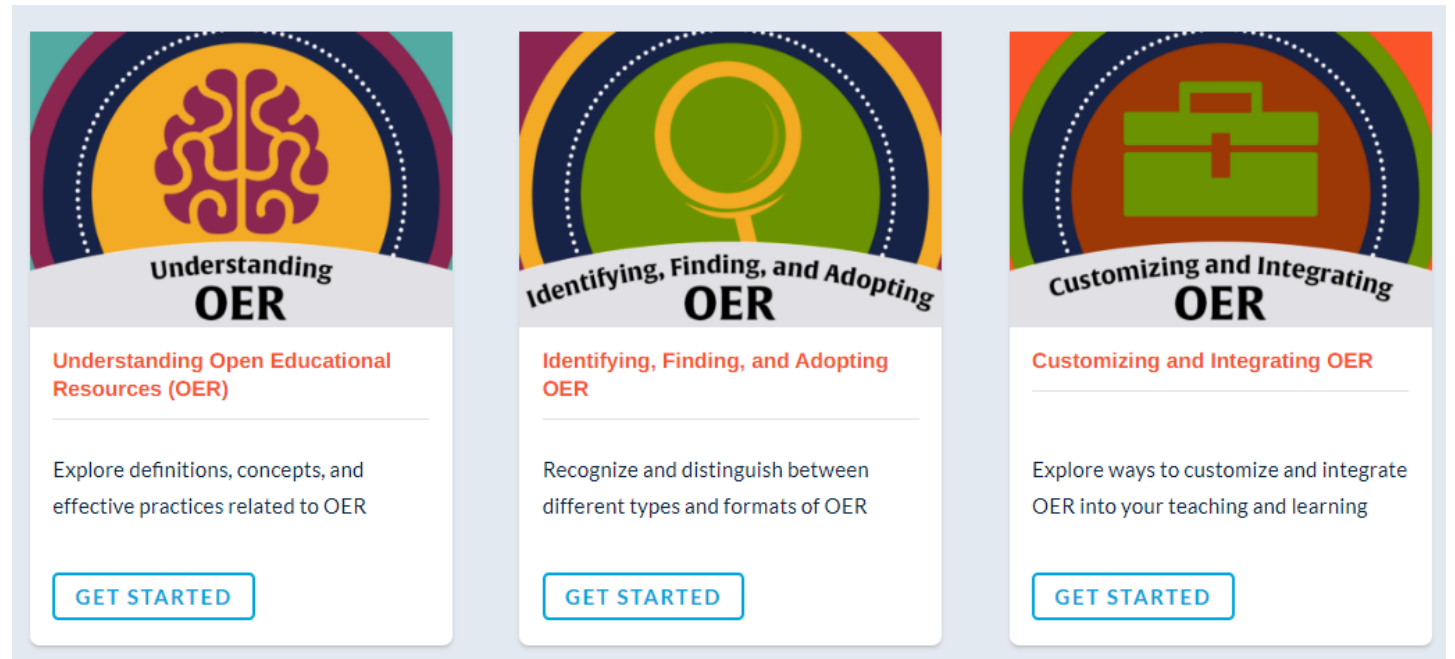 Understanding
OER
Understanding Open Educational
Resources (OER)
Explore definitions, concepts, and
effective practices related to OER
GET STARTED
Identifying, Finding, and Adopting
OER
Identifying, Finding, and Adopting
OER
Recognize and distinguish between
different types and formats of OER
GET STARTED
Customizing and Integrating
OER
Customizing and Integrating OER
Explore ways to customize and integrate
OER into your teaching and learning
GET STARTED